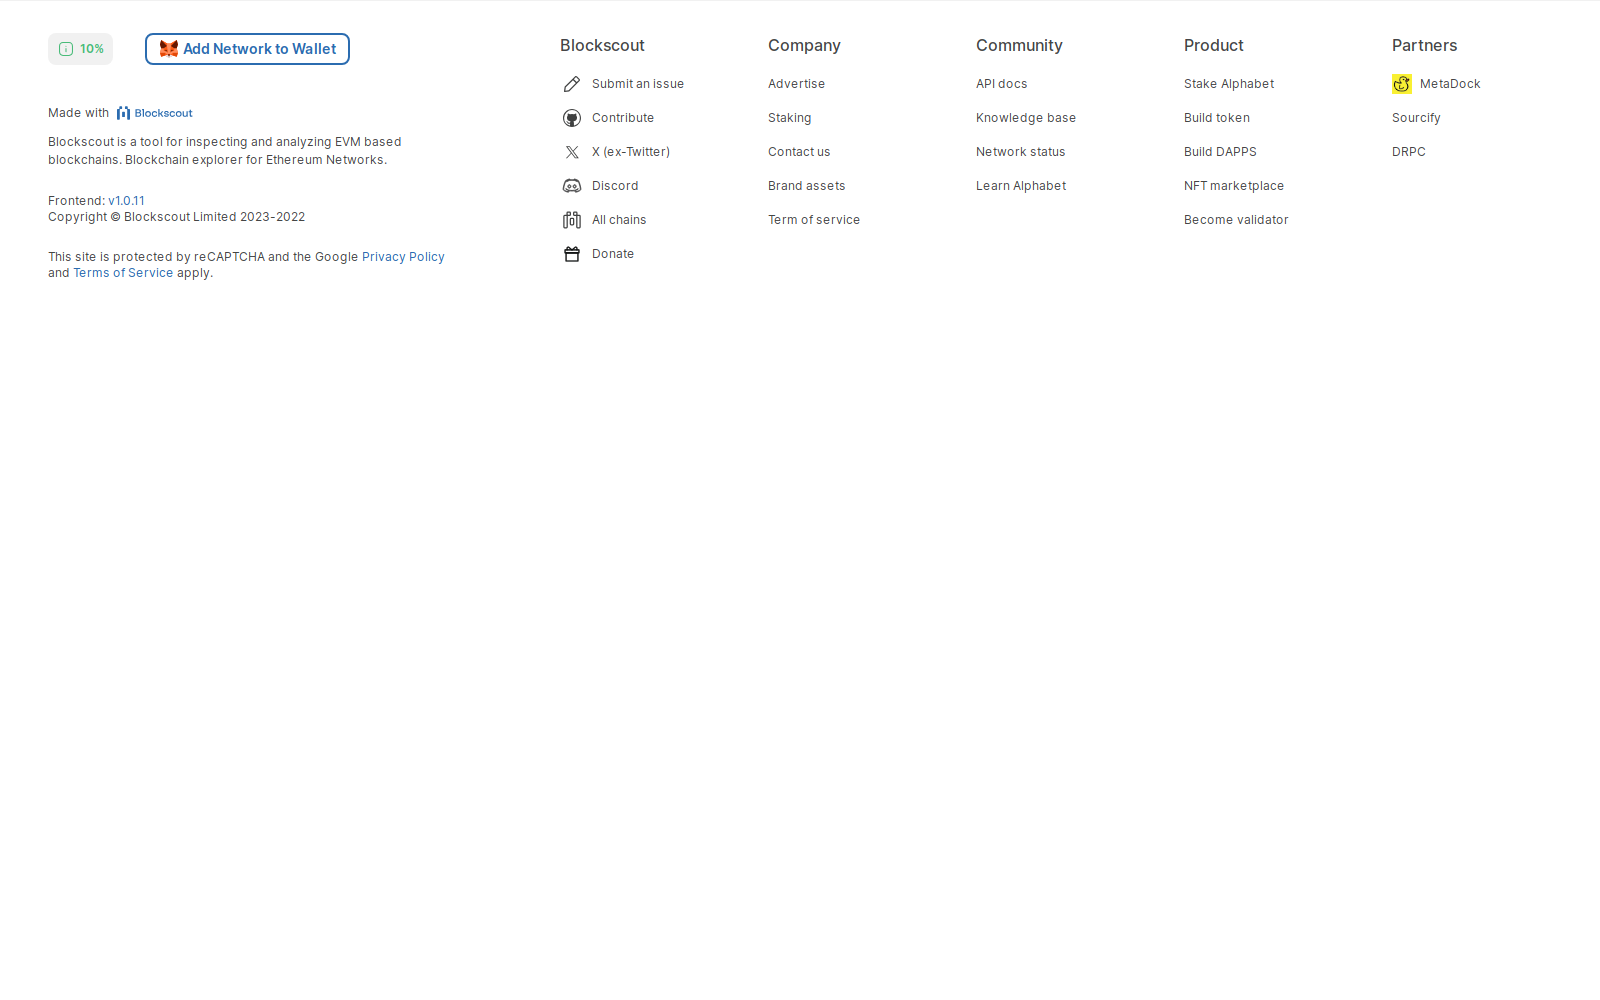 10%
Add Network to Wallet
Made with Blockscout
Blockscout is a tool for inspecting and analyzing EVM based
blockchains. Blockchain explorer for Ethereum Networks.
Frontend: v1.0.11
Copyright © Blockscout Limited 2023-2022
This site is protected by reCAPTCHA and the Google Privacy Policy
and Terms of Service apply.
Blockscout
Submit an issue
Contribute
X (ex-Twitter)
Discord
All chains
Donate
Company
Advertise
Staking
Contact us
Brand assets
Term of service
Community
API docs
Knowledge base
Network status
Learn Alphabet
Product
Stake Alphabet
Build token
Build DAPPS
NFT marketplace
Become validator
Partners
MetaDock
Sourcify
DRPC